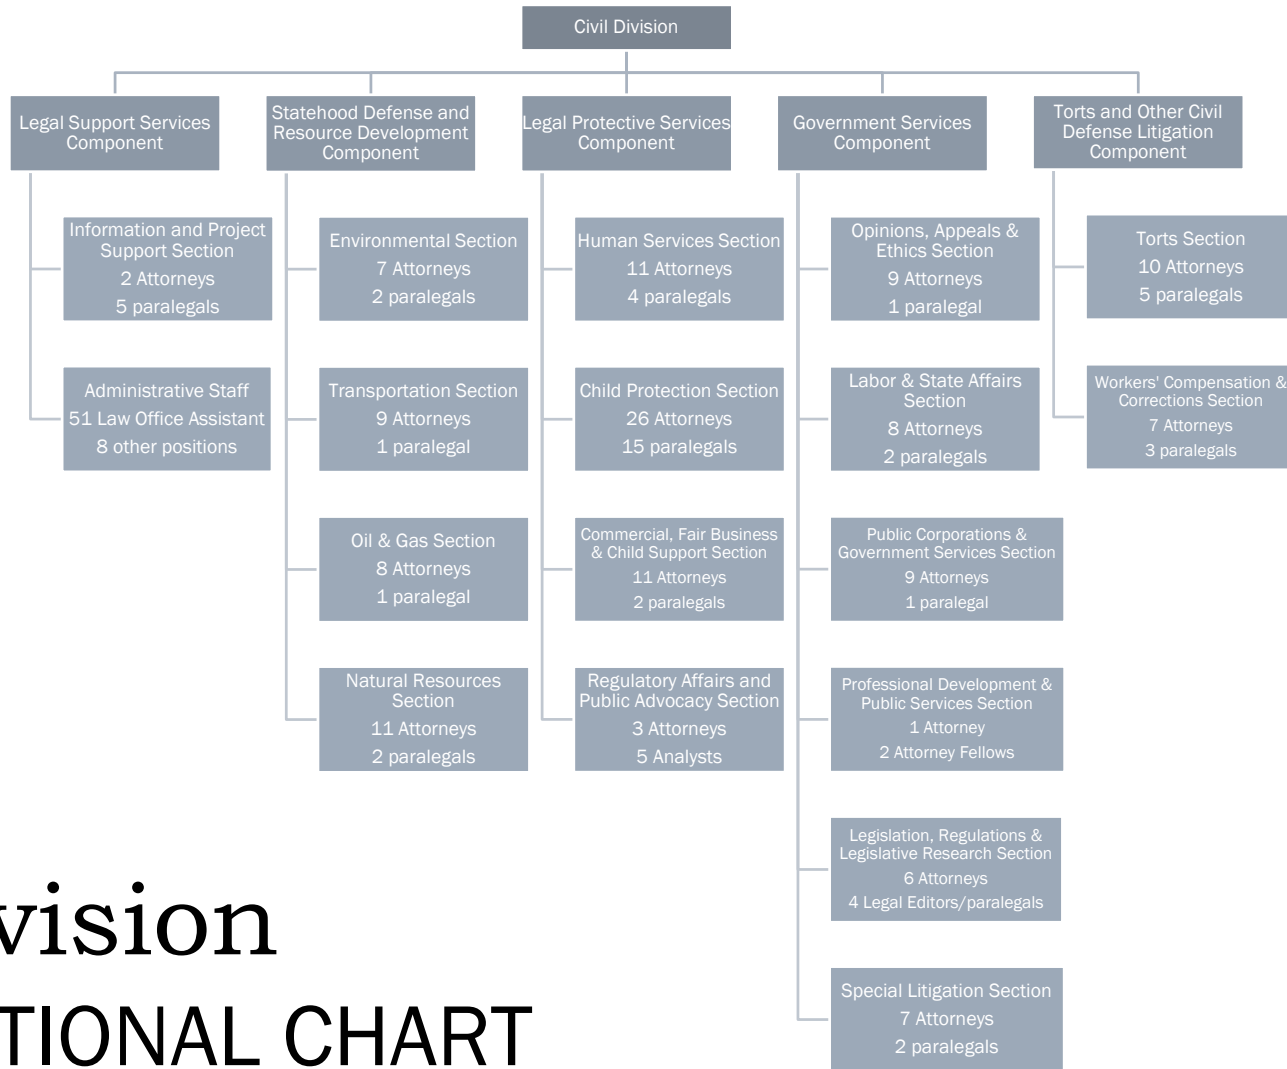 Civil Division
Legal Support Services
Component
Information and Project
Support Section
2 Attorneys
5 paralegals
Administrative Staff
51 Law Office Assistant
8 other positions
Statehood Defense and
Resource Development
Component
Environmental Section
7 Attorneys
2 paralegals
Transportation Section
9 Attorneys
1 paralegal
Oil & Gas Section
8 Attorneys
1 paralegal
Natural Resources
Section
11 Attorneys
2 paralegals
Legal Protective Services
Component
Human Services Section
11 Attorneys
4 paralegals
Child Protection Section
26 Attorneys
15 paralegals
Commercial, Fair Business
& Child Support Section
11 Attorneys
2 paralegals
Regulatory Affairs and
Public Advocacy Section
3 Attorneys
5 Analysts
Government Services
Component
Opinions, Appeals &
Ethics Section
9 Attorneys
1 paralegal
Labor & State Affairs
Section
8 Attorneys
2 paralegals
Public Corporations &
Government Services Section
9 Attorneys
1 paralegal
Professional Development &
Public Services Section
1 Attorney
2 Attorney Fellows
Legislation, Regulations &
Legislative Research Section
6 Attorneys
4 Legal Editors/paralegals
Special Litigation Section
7 Attorneys
2 paralegals
Torts and Other Civil
Defense Litigation
Component
Torts Section
10 Attorneys
5 paralegals
Workers' Compensation &
Corrections Section
7 Attorneys
3 paralegals
vision
TIONAL CHART